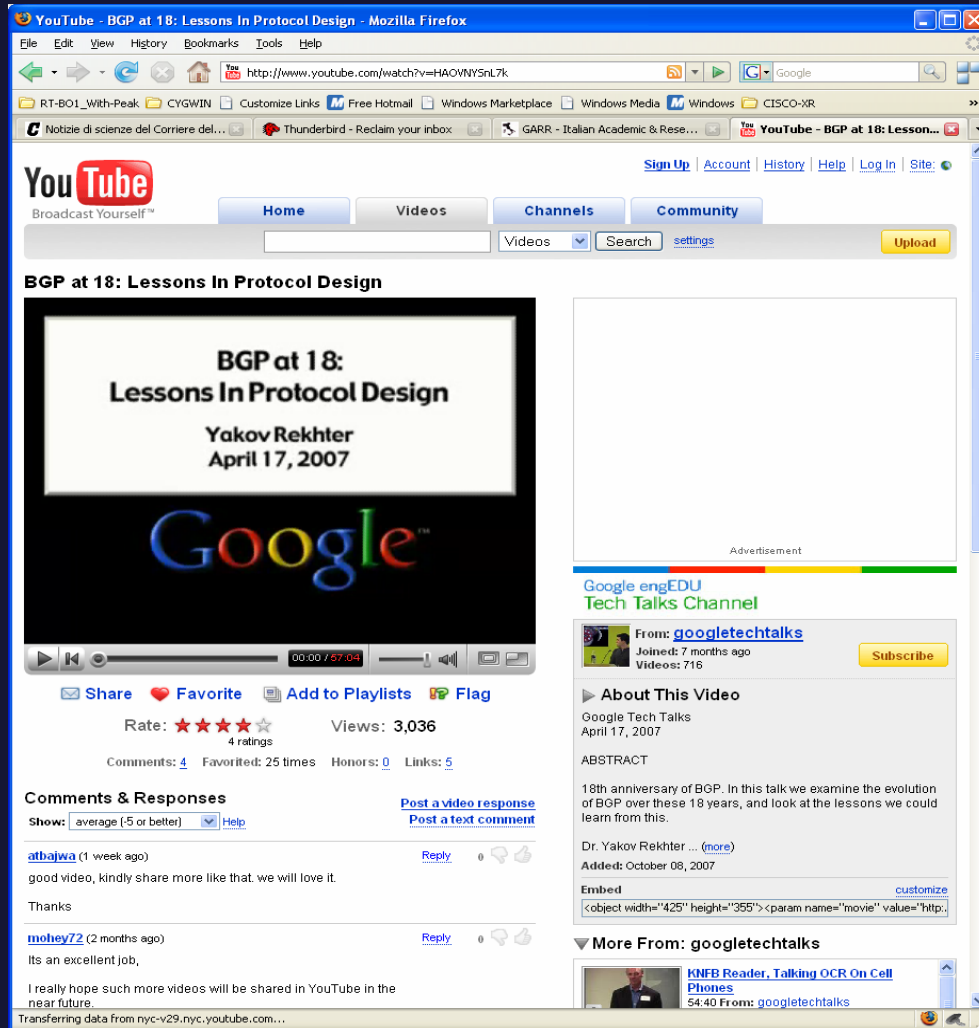 YouTube - BGP at 18: Lessons In Protocol Design - Mozilla Firefox
File Edit View History Bookmarks Tools Help
http://www.youtube.com/watch?v=HAOVNYSnL7k
Google
RT-BO1_With-Peak CYGWIN Customize Links Free Hotmail Windows Marketplace Windows Media Windows CISCO-XR »
Notizie di scienze del Corriere del... Thunderbird - Reclaim your inbox GARR - Italian Academic & Rese... YouTube - BGP at 18: Lesson...
Sign Up | Account | History | Help | Log In | Site:
You Tube
Broadcast Yourself™
Home Videos Channels Community
Videos Search settings Upload
BGP at 18: Lessons In Protocol Design
BGP at 18:
Lessons In Protocol Design
Yakov Rekhter
April 17, 2007
Google™
00:00 / 57:04
Share Favorite Add to Playlists Flag
Rate: Views: 3,036
4 ratings
Comments: 4 Favorited: 25 times Honors: 0 Links: 5
Comments & Responses
Post a video response
Show: average (-5 or better) Help
Post a text comment
atbajwa (1 week ago) Reply 0
good video, kindly share more like that. we will love it.
Thanks
mohey72 (2 months ago) Reply 0
Its an excellent job,
I really hope such more videos will be shared in YouTube in the
near future.
Advertisement
Google engEDU
Tech Talks Channel
From: googletechtalks
Joined: 7 months ago
Videos: 716
Subscribe
About This Video
Google Tech Talks
April 17, 2007
ABSTRACT
18th anniversary of BGP. In this talk we examine the evolution
of BGP over these 18 years, and look at the lessons we could
learn from this.
Dr. Yakov Rekhter ... (more)
Added: October 08, 2007
Embed customize
<object width="425" height="355"><param name="movie" value="http:.
More From: googletechtalks
KNFB Reader, Talking OCR On Cell
Phones
54:40 From: googletechtalks
Transferring data from nyc-v29.nyc.youtube.com...